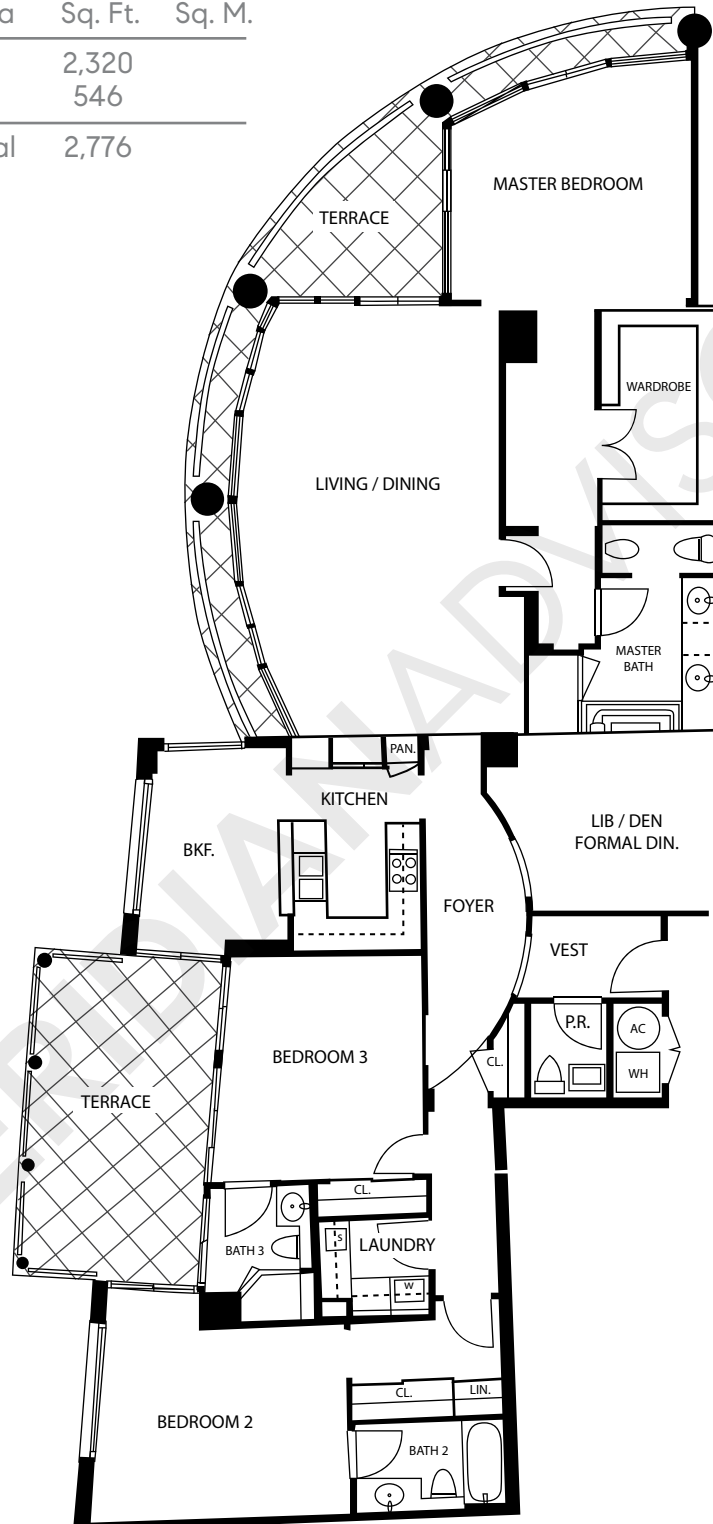 a Sq. Ft. Sq. M.
2,320
546
al 2,776
MASTER BEDROOM
TERRACE
WARDROBE
LIVING / DINING
MASTER
BATH
PAN.
KITCHEN
LIB / DEN
FORMAL DIN.
BKF.
FOYER
VEST
P.R.
AC
CL.
WH
BEDROOM 3
TERRACE
CL.
S
LAUNDRY
BATH 3
W
CL.
LIN.
BEDROOM 2
BATH 2
ERIDIANADVISO